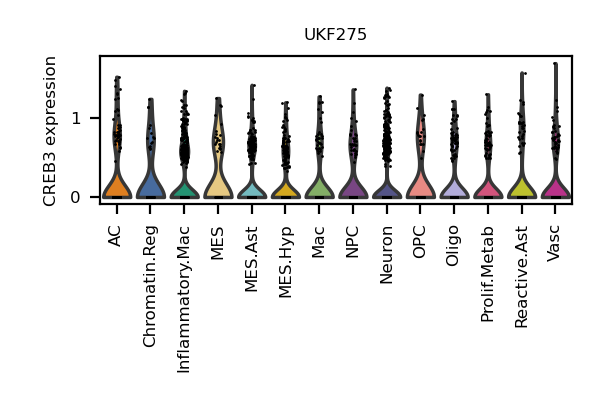 UKF275
CREB3 expression
1
0
AC
Chromatin.Reg
Inflammatory.Mac
MES
MES.Ast
MES.Hyp
Mac
NPC
Neuron
OPC
Oligo
Prolif.Metab
Reactive.Ast
Vasc